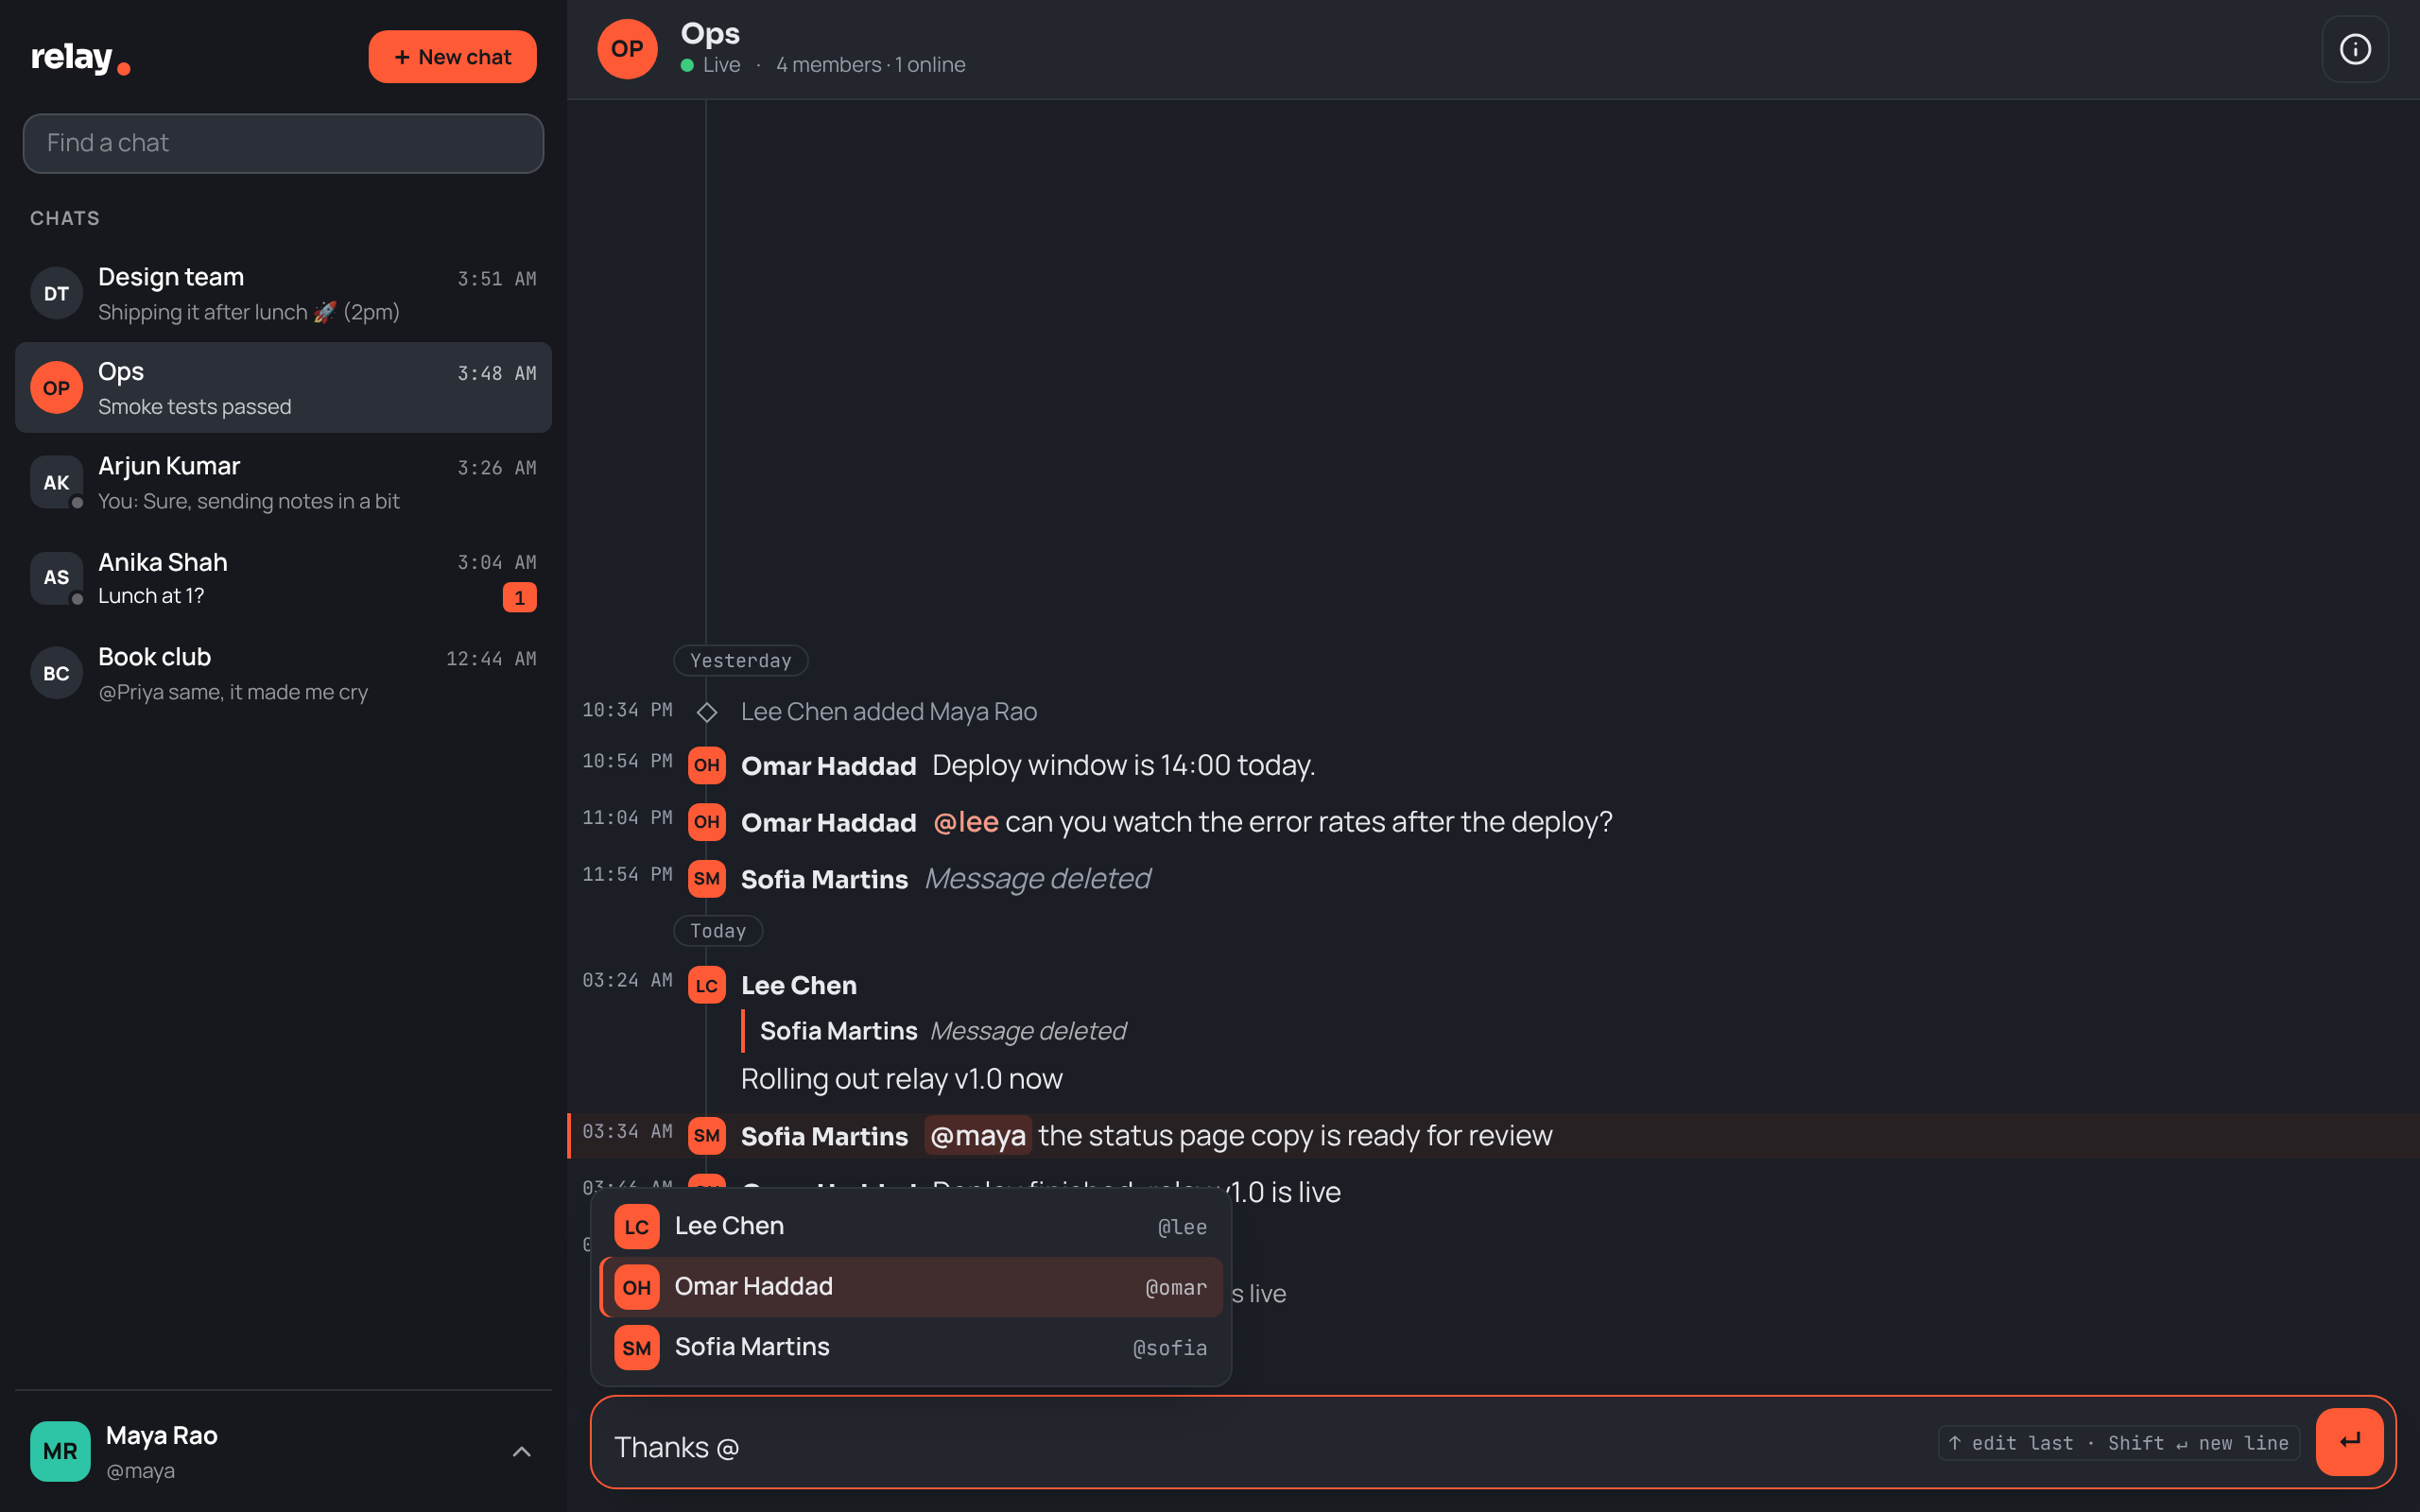 relay.
+ New chat
Find a chat
CHATS
DT
Design team
3:51 AM
Shipping it after lunch 🚀 (2pm)
OP
Ops
3:48 AM
Smoke tests passed
AK
Arjun Kumar
3:26 AM
You: Sure, sending notes in a bit
AS
Anika Shah
3:04 AM
Lunch at 1?
1
BC
Book club
12:44 AM
@Priya same, it made me cry
MR
Maya Rao
@maya
OP
Ops
Live · 4 members · 1 online
Yesterday
10:34 PM Lee Chen added Maya Rao
10:54 PM OH Omar Haddad Deploy window is 14:00 today.
11:04 PM OH Omar Haddad @lee can you watch the error rates after the deploy?
11:54 PM SM Sofia Martins Message deleted
Today
03:24 AM LC Lee Chen
Sofia Martins Message deleted
Rolling out relay v1.0 now
03:34 AM SM Sofia Martins @maya the status page copy is ready for review
Omar Haddad Deploy finished, relay v1.0 is live
LC Lee Chen @lee
OH Omar Haddad @omar
s live
SM Sofia Martins @sofia
Thanks @
↑ edit last · Shift ↵ new line